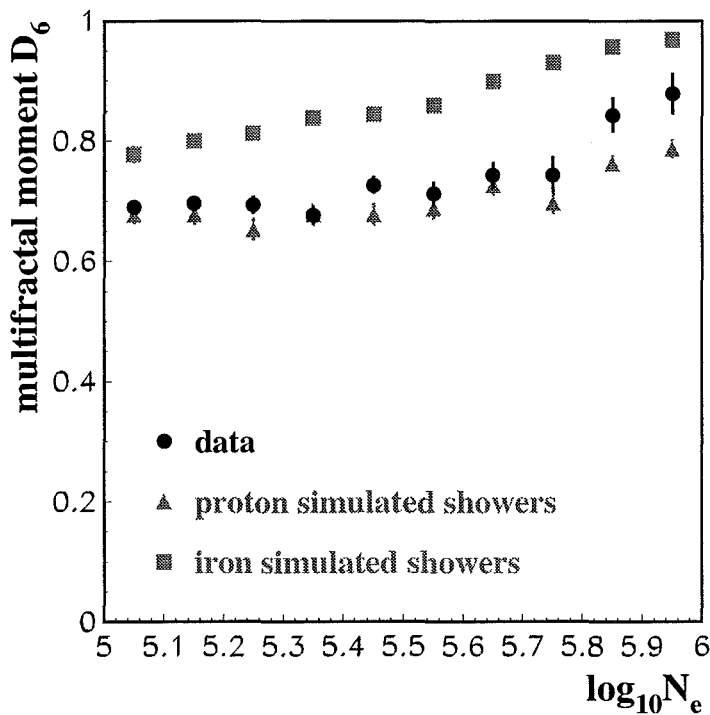 multifractal moment D6
1
0.8
0.6
0.4
0.2
0
data
proton simulated showers
iron simulated showers
5 5.1 5.2 5.3 5.4 5.5 5.6 5.7 5.8 5.9 6
log10Ne